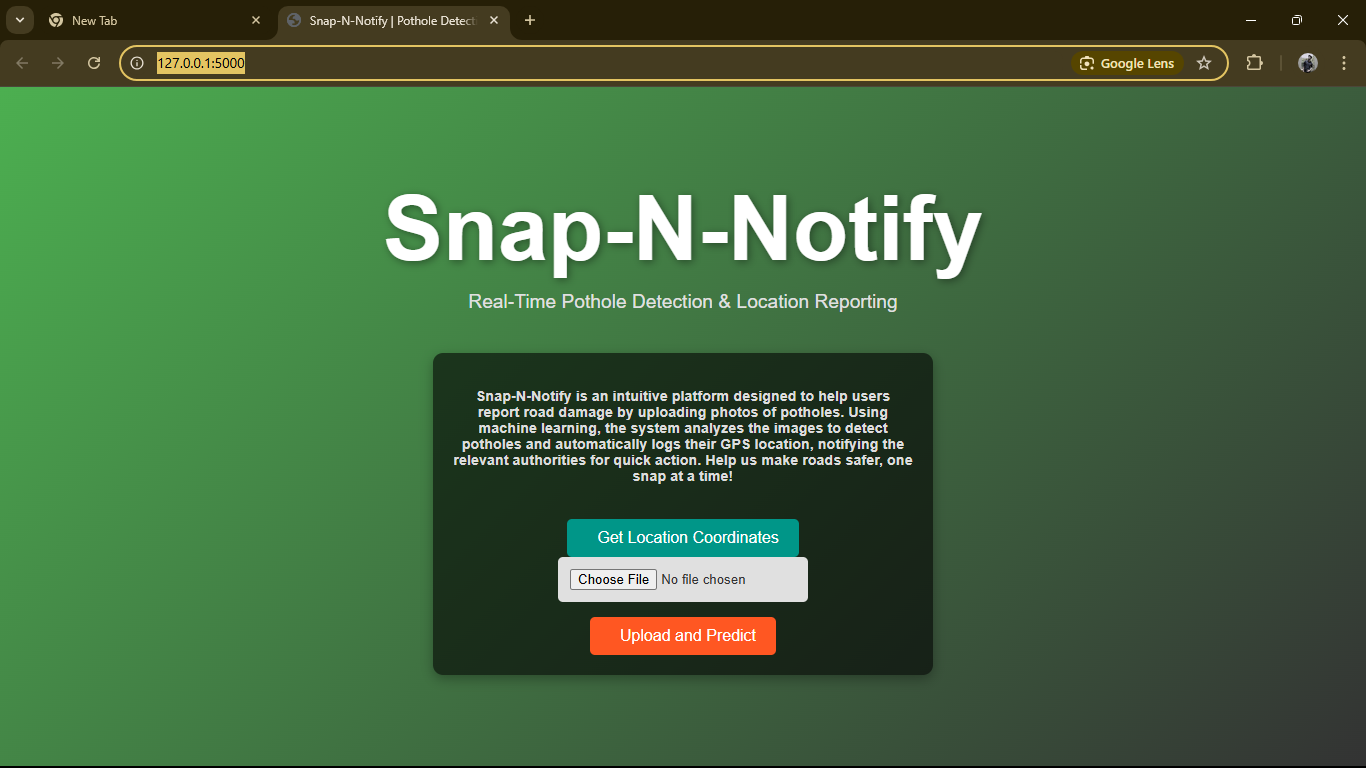 New Tab
Snap-N-Notify | Pothole Detect
127.0.0.1:5000
Google Lens
Snap-N-Notify
Real-Time Pothole Detection & Location Reporting
Snap-N-Notify is an intuitive platform designed to help users
report road damage by uploading photos of potholes. Using
machine learning, the system analyzes the images to detect
potholes and automatically logs their GPS location, notifying the
relevant authorities for quick action. Help us make roads safer, one
snap at a time!
Get Location Coordinates
Choose File No file chosen
Upload and Predict